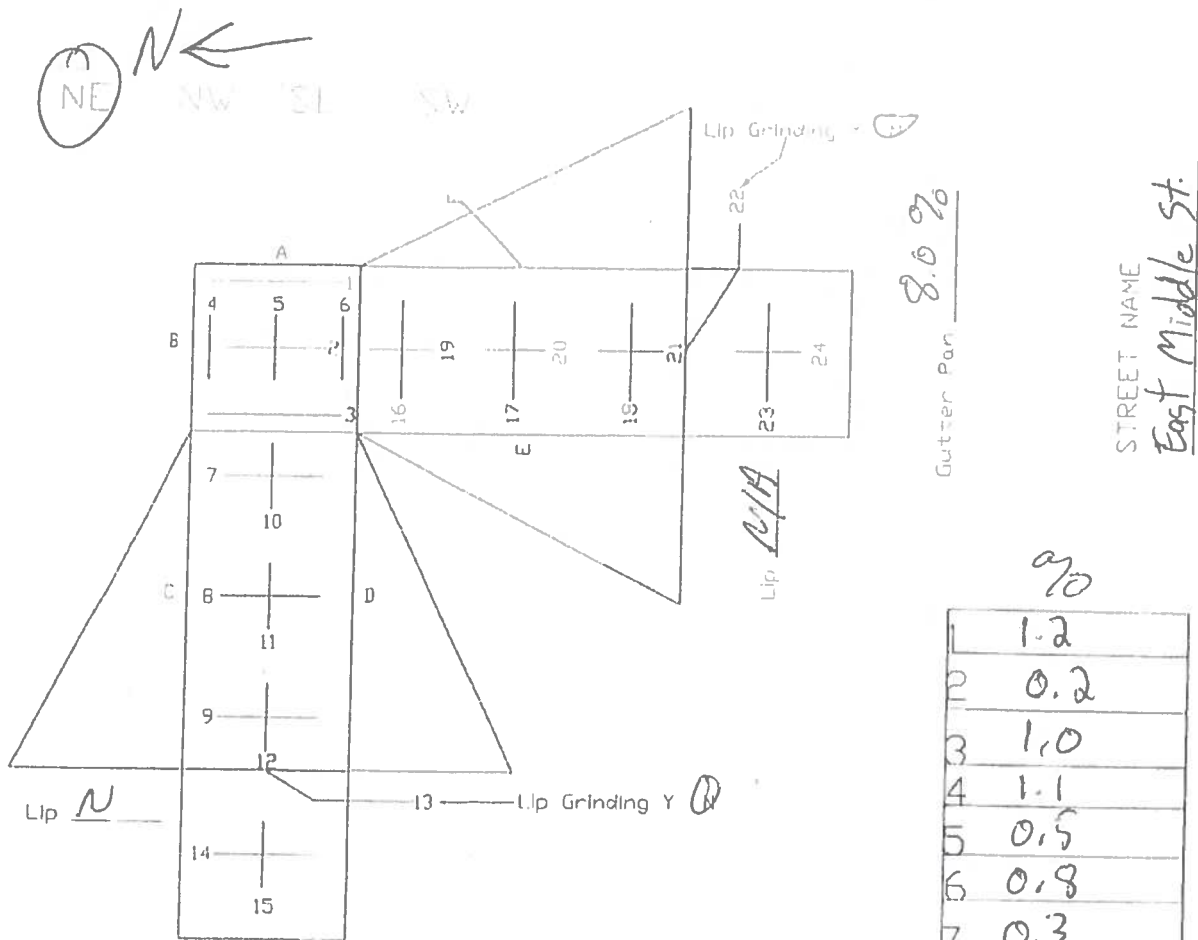 N
NE NW SE SW
Lip Grinding Y N
22
F
A
1
4 5 6
B
2
19 20 21 24
3
16 17 18 23
E
Gutter Pan 8.0 %
STREET NAME
East Middle St.
7
10
Lip N/A
C 8 D
11
9
12
Lip N
13 Lip Grinding Y N
14
15
%
1 1.2
2 0.2
3 1.0
4 1.1
5 0.5
6 0.8
7 0.3